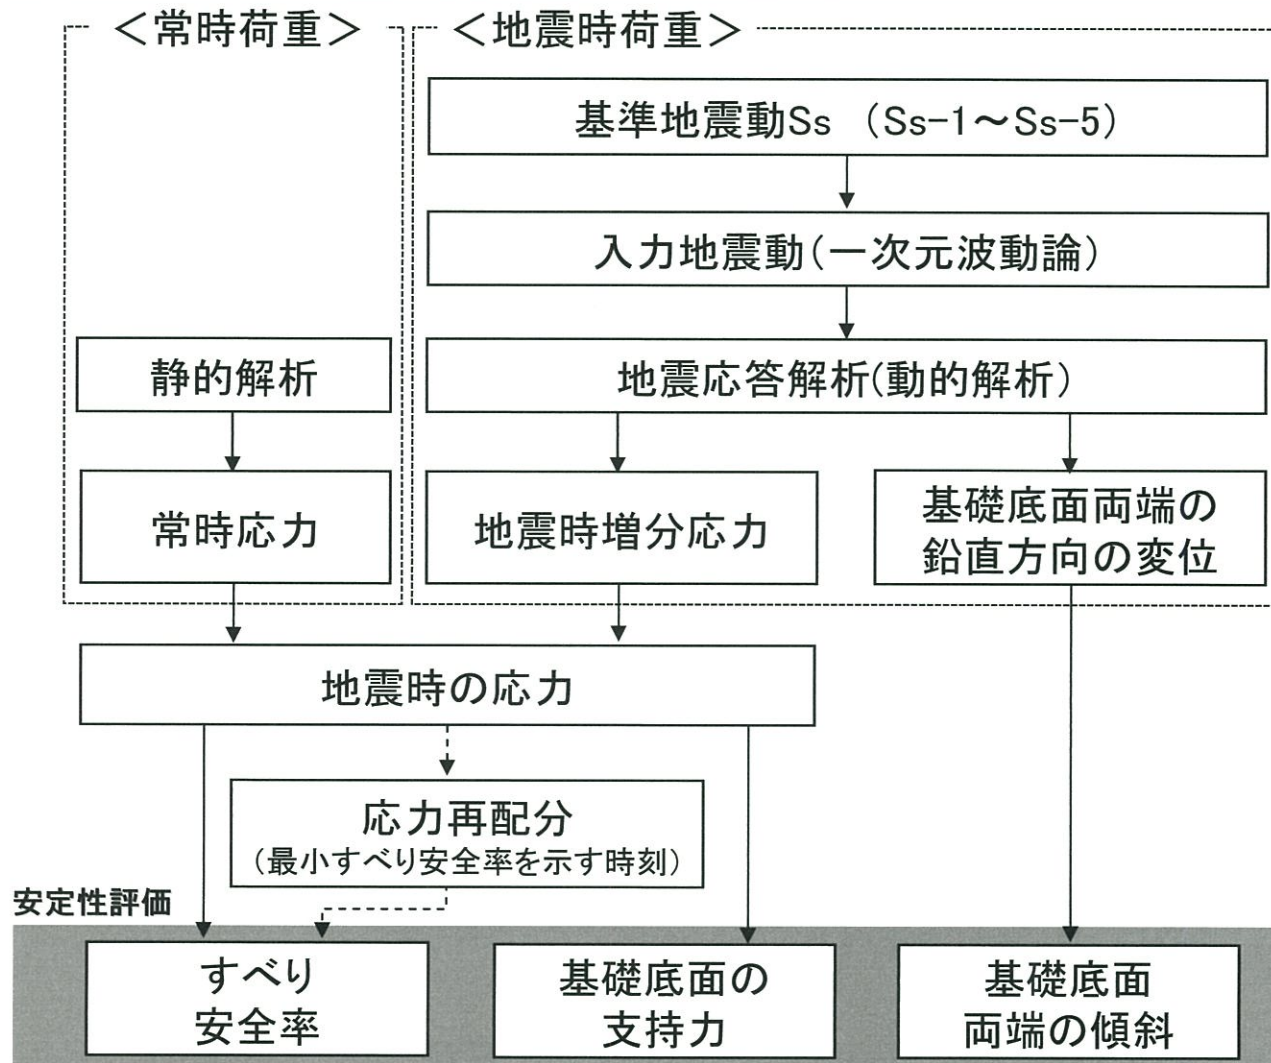 ＜常時荷重＞
＜地震時荷重＞
基準地震動Ss （Ss-1～Ss-5）
入力地震動（一次元波動論）
静的解析
地震応答解析（動的解析）
常時応力
地震時増分応力
基礎底面両端の
鉛直方向の変位
地震時の応力
応力再配分
（最小すべり安全率を示す時刻）
安定性評価
すべり
安全率
基礎底面の
支持力
基礎底面
両端の傾斜